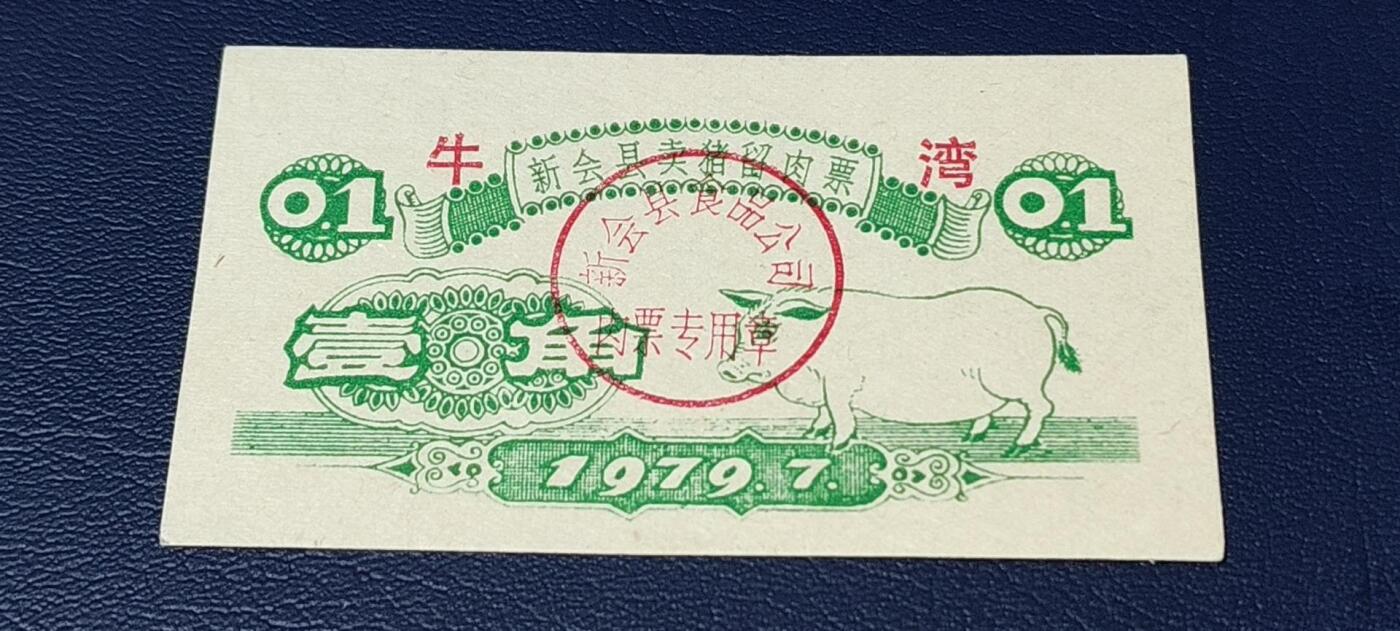 新会县卖猪留肉票
牛 湾
0.1 0.1
新会县食品公司
肉票专用章
壹
1979.7.